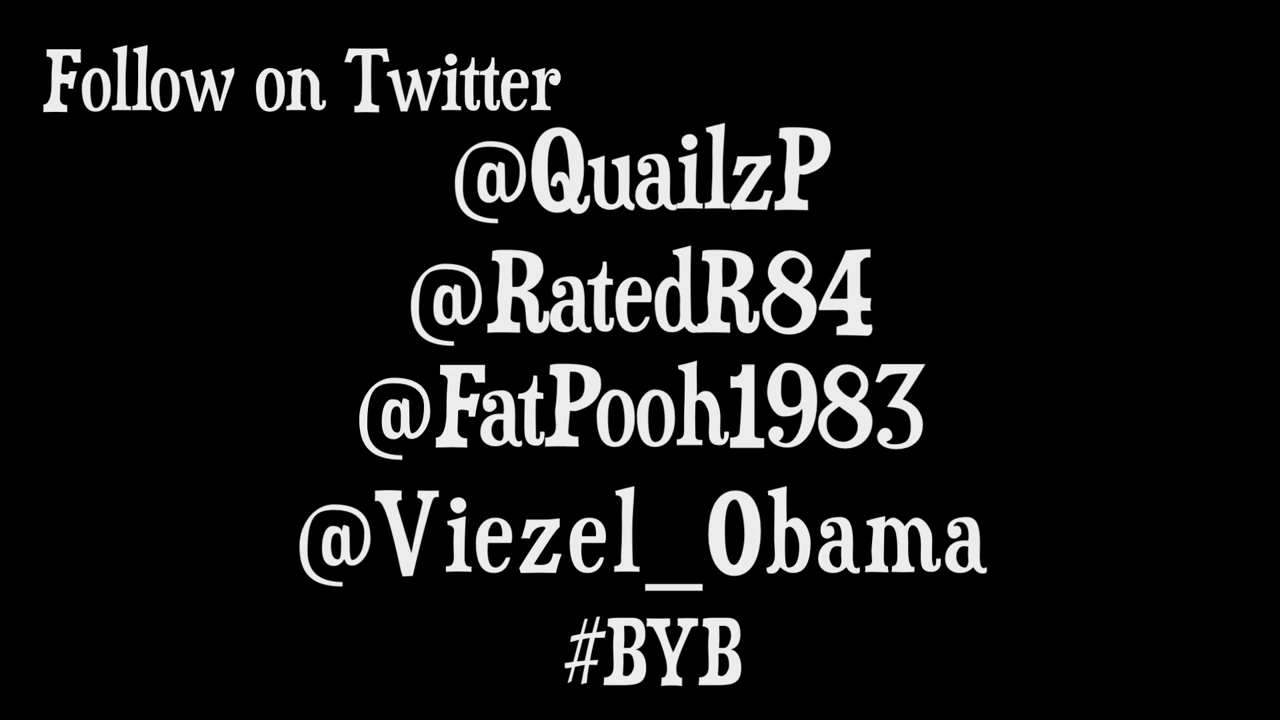 Follow on Twitter
@QuailzP
@RatedR84
@FatPooh1983
@Viezel_Obama
#BYB